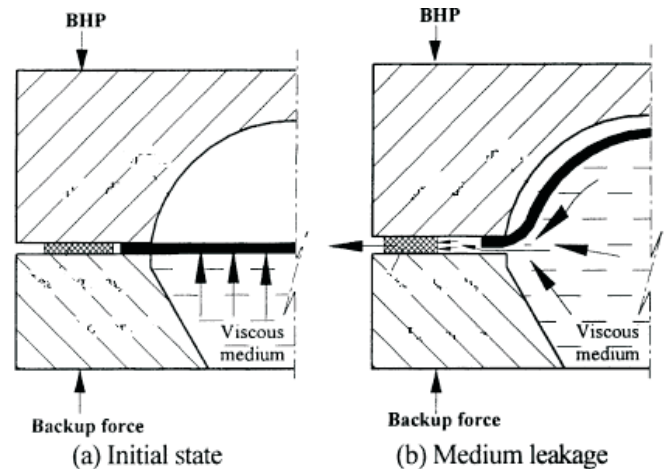 BHP
Viscous
medium
Backup force
(a) Initial state
BHP
Viscous
medium
Backup force
(b) Medium leakage